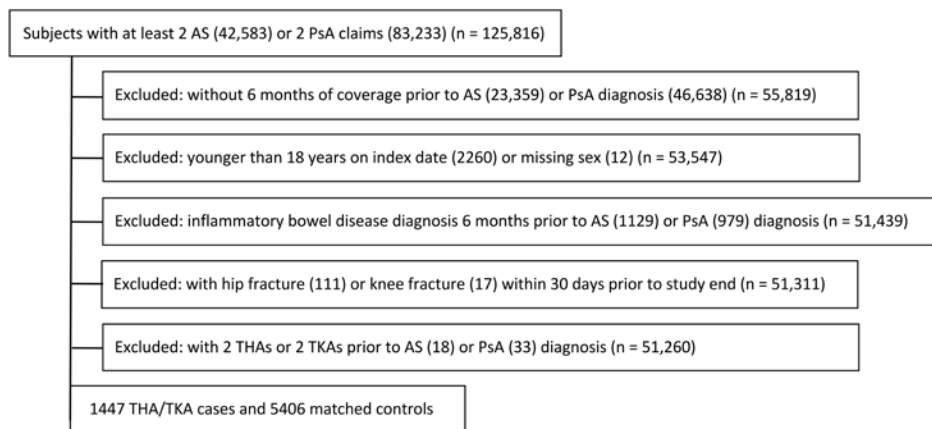 Subjects with at least 2 AS (42,583) or 2 PsA claims (83,233) (n = 125,816)
Excluded: without 6 months of coverage prior to AS (23,359) or PsA diagnosis (46,638) (n = 55,819)
Excluded: younger than 18 years on index date (2260) or missing sex (12) (n = 53,547)
Excluded: inflammatory bowel disease diagnosis 6 months prior to AS (1129) or PsA (979) diagnosis (n = 51,439)
Excluded: with hip fracture (111) or knee fracture (17) within 30 days prior to study end (n = 51,311)
Excluded: with 2 THAs or 2 TKAs prior to AS (18) or PsA (33) diagnosis (n = 51,260)
1447 THA/TKA cases and 5406 matched controls